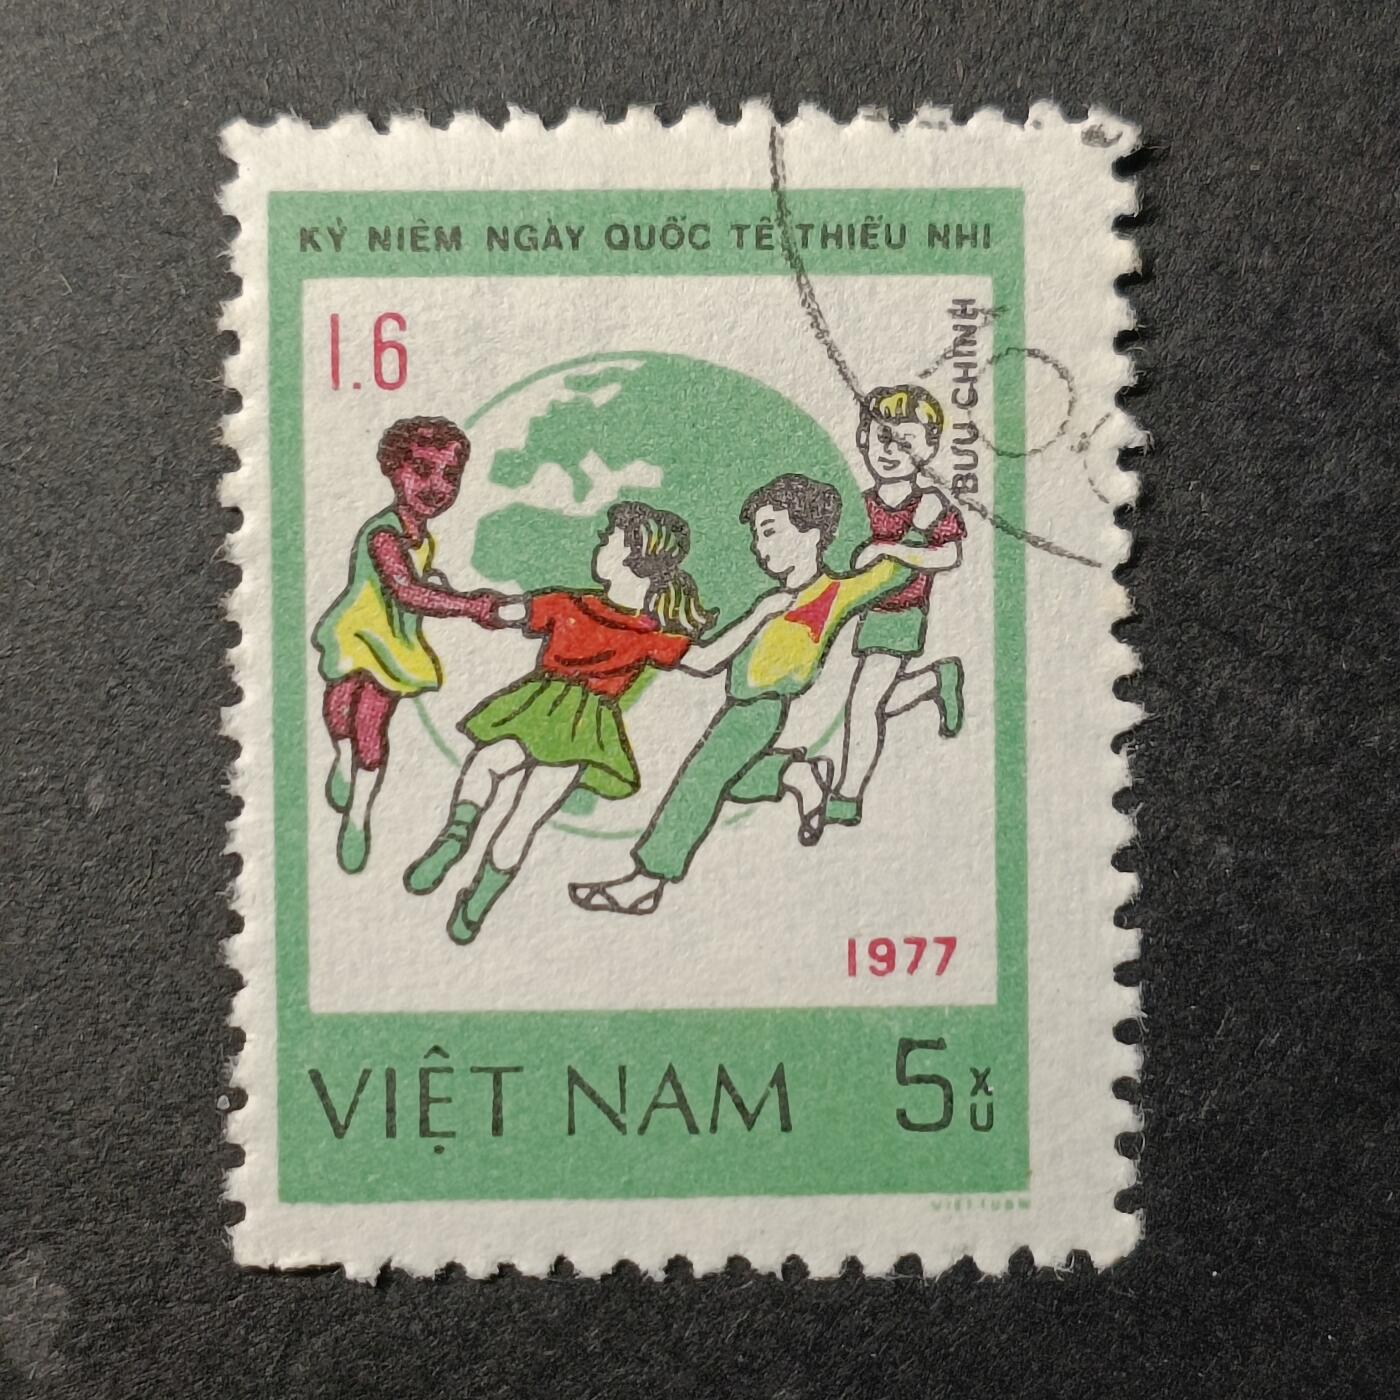 KỶ NIỆM NGÀY QUỐC TẾ THIẾU NHI
1.6
BƯU CHÍNH
1977
VIỆT NAM
5 XU